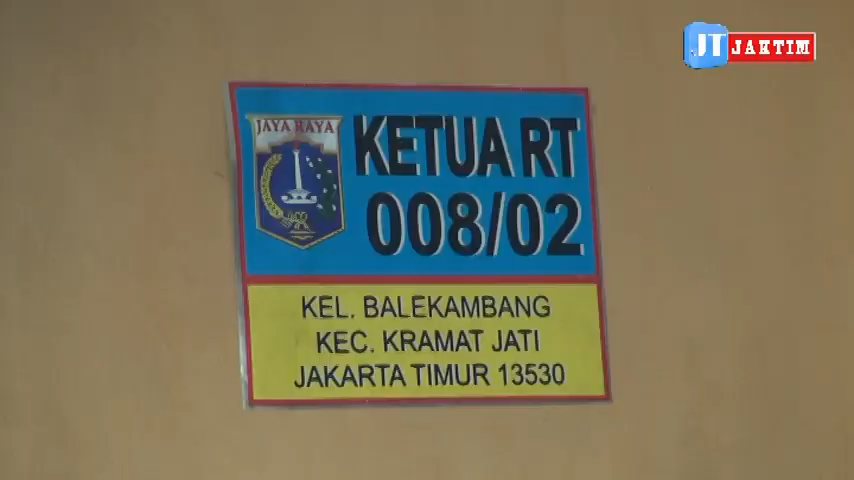 JT JAKTIM
JAYA RAYA
KETUA RT
008/02
KEL. BALEKAMBANG
KEC. KRAMAT JATI
JAKARTA TIMUR 13530